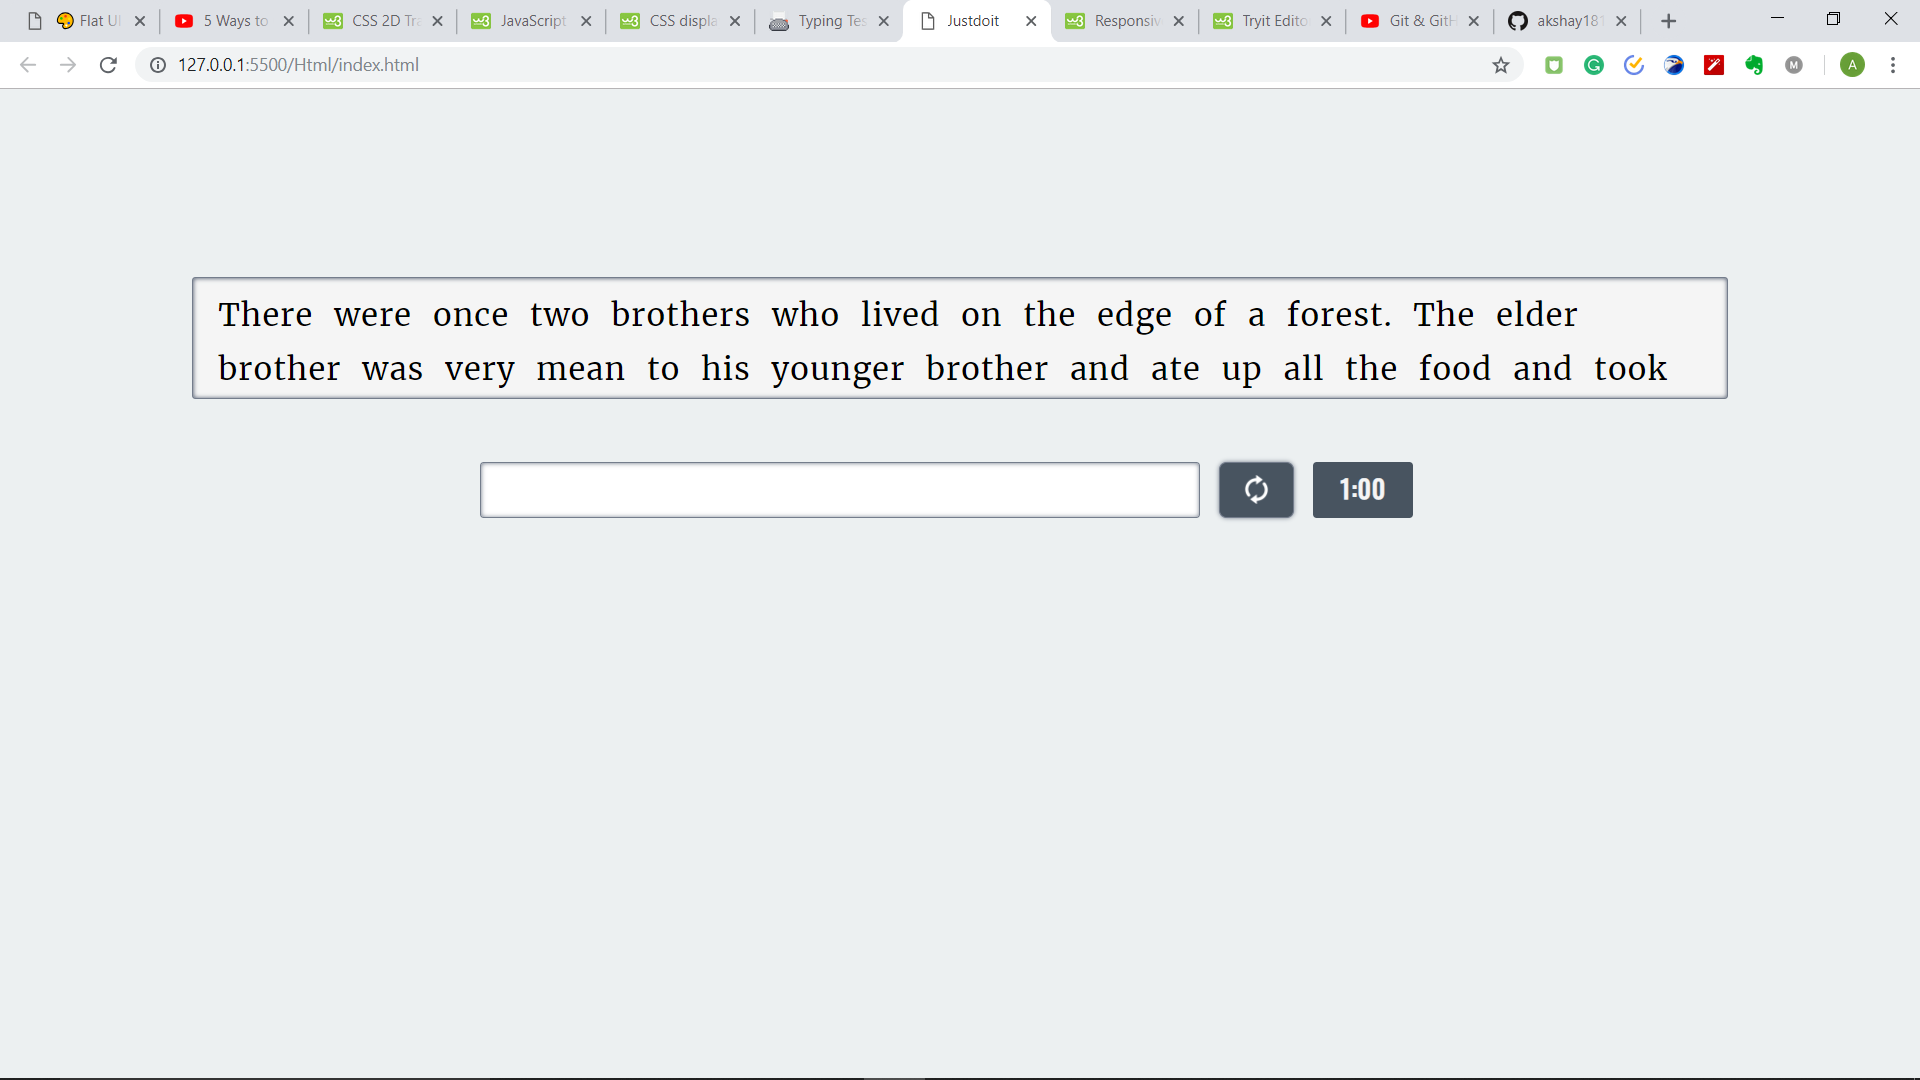 Flat UI
5 Ways to
CSS 2D Tra
JavaScript
CSS displa
Typing Tes
Justdoit
Responsiv
Tryit Edito
Git & GitH
akshay181
127.0.0.1:5500/Html/index.html
M
A
There were once two brothers who lived on the edge of a forest. The elder
brother was very mean to his younger brother and ate up all the food and took
1:00